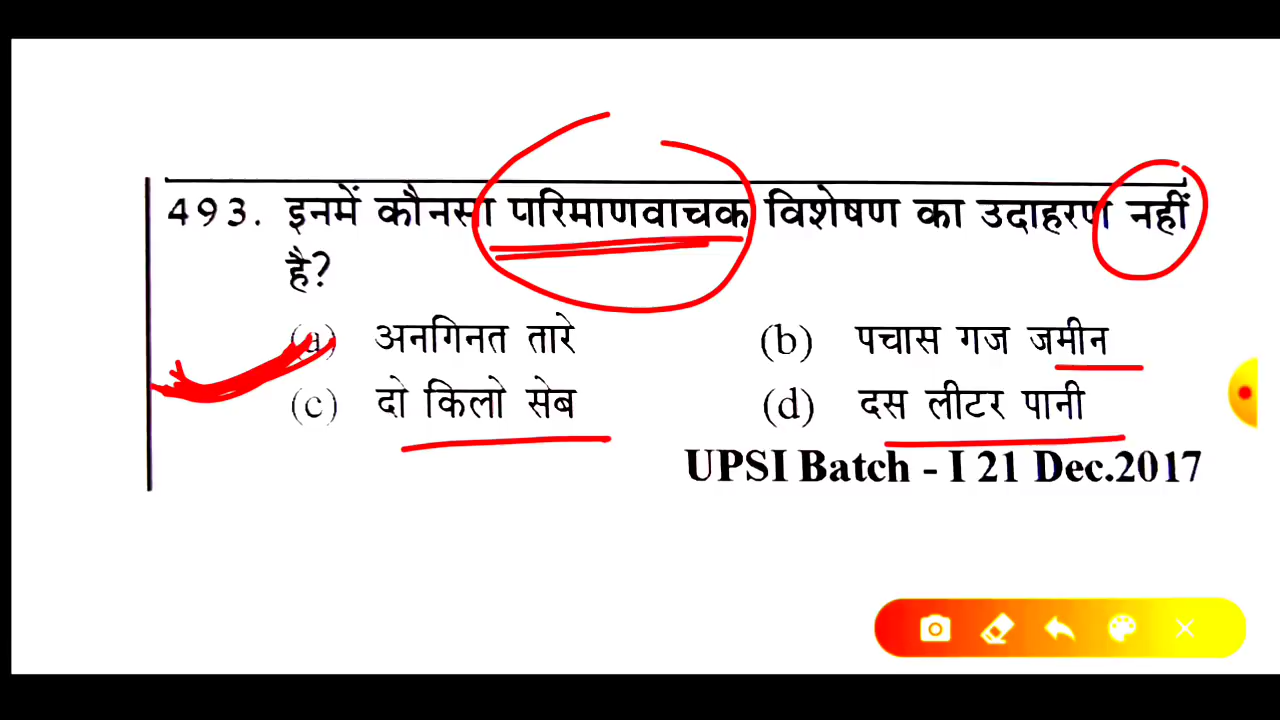 493. इनमें कौनसा परिमाणवाचक विशेषण का उदाहरण नहीं
है?
(a) अनगिनत तारे (b) पचास गज जमीन
(c) दो किलो सेब (d) दस लीटर पानी
UPSI Batch - I 21 Dec.2017